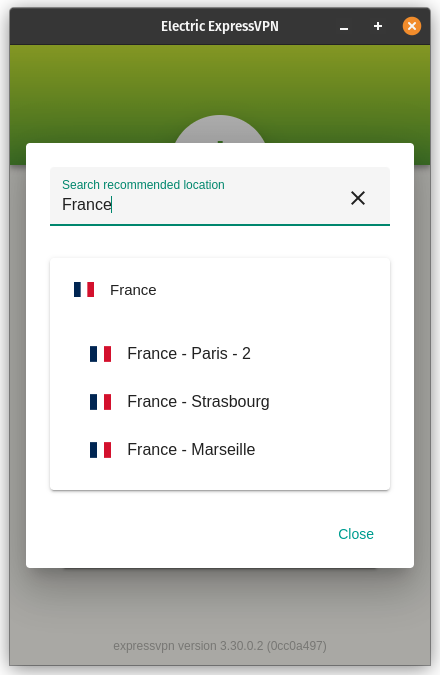 Electric ExpressVPN
Search recommended location
France
France
France - Paris - 2
France - Strasbourg
France - Marseille
Close
expressvpn version 3.30.0.2 (0cc0a497)